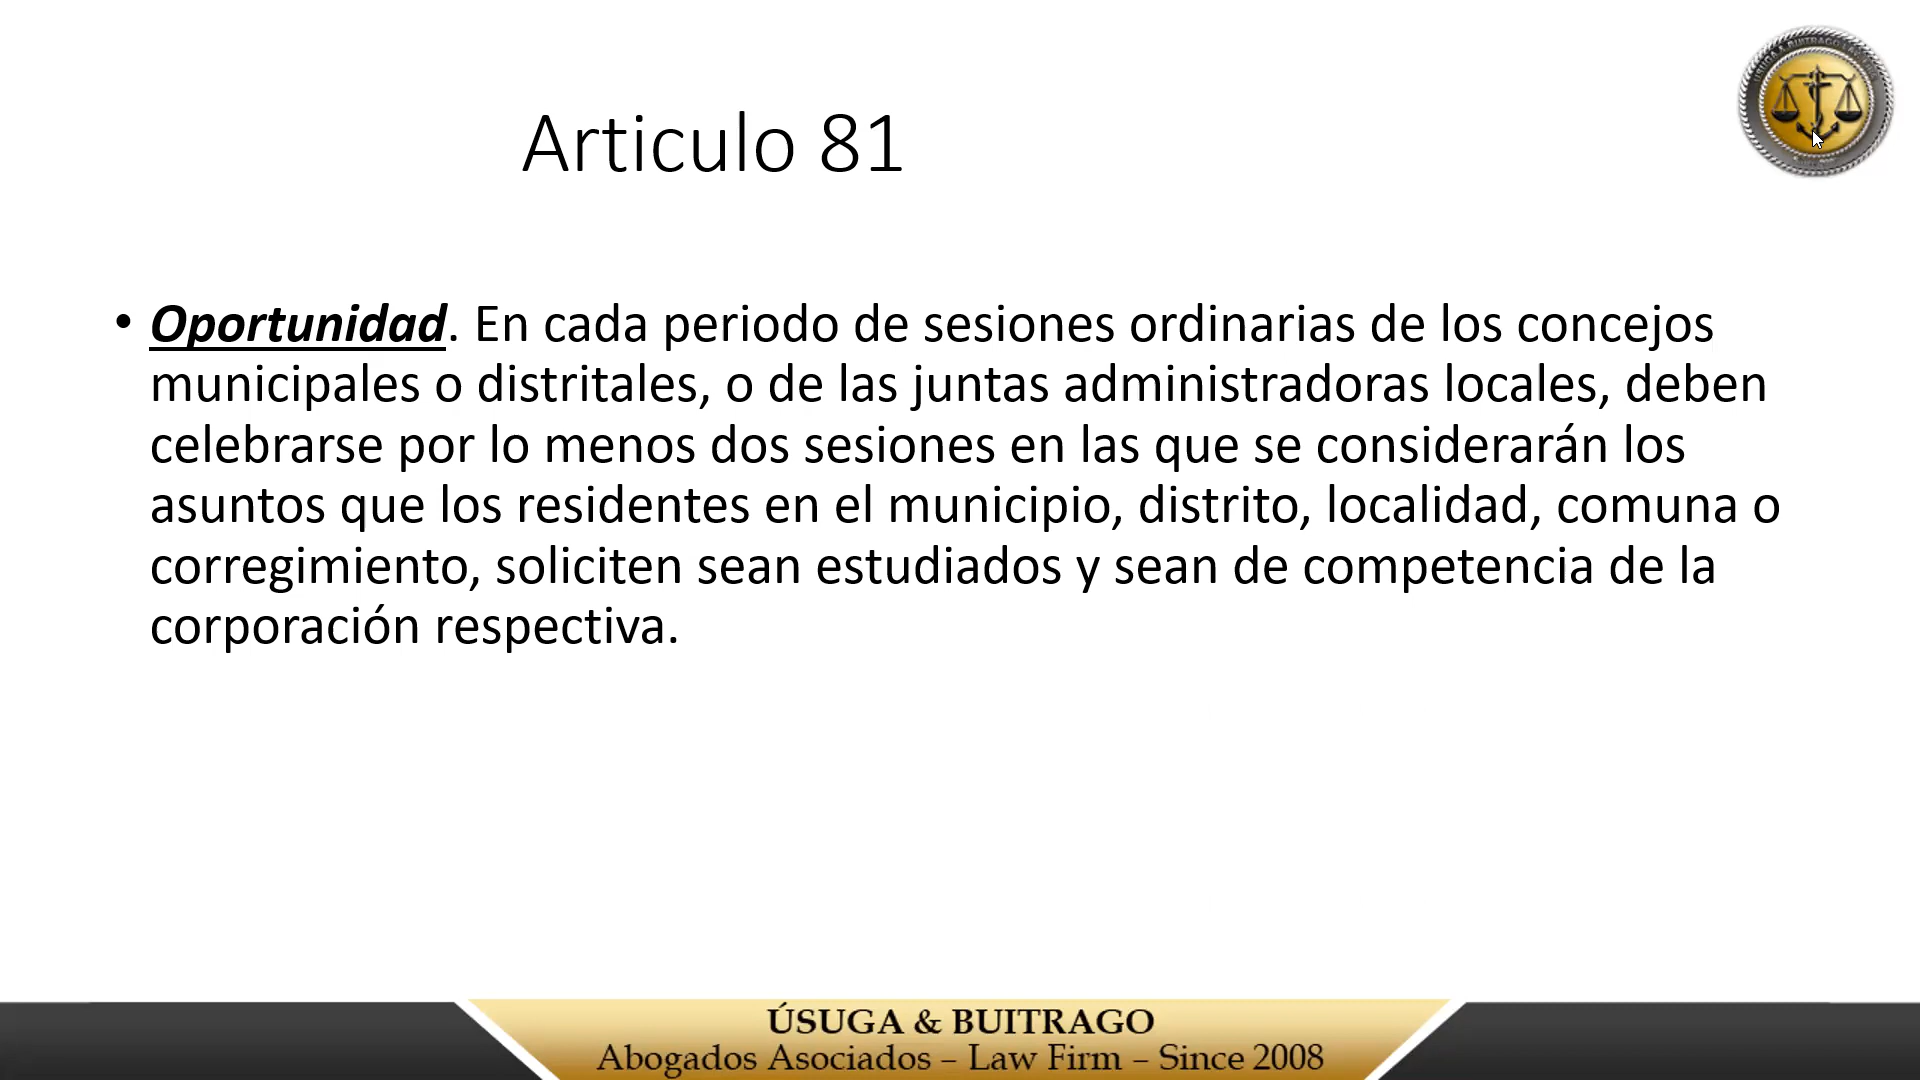 Articulo 81
• Oportunidad. En cada periodo de sesiones ordinarias de los concejos
municipales o distritales, o de las juntas administradoras locales, deben
celebrarse por lo menos dos sesiones en las que se considerarán los
asuntos que los residentes en el municipio, distrito, localidad, comuna o
corregimiento, soliciten sean estudiados y sean de competencia de la
corporación respectiva.
ÚSUGA & BUITRAGO
Abogados Asociados – Law Firm – Since 2008